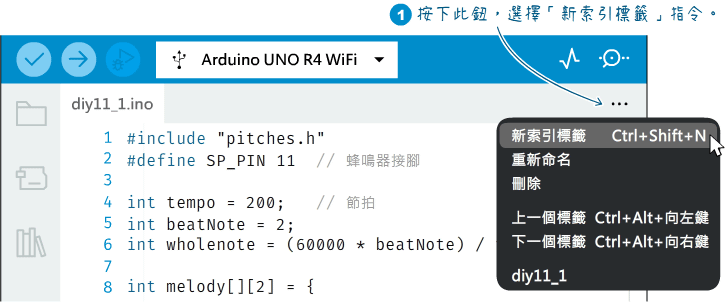 1 按下此鈕，選擇「新索引標籤」指令。
Arduino UNO R4 WiFi
diy11_1.ino
1 #include "pitches.h"
2 #define SP_PIN 11 // 蜂鳴器接腳
3
4 int tempo = 200; // 節拍
5 int beatNote = 2;
6 int wholenote = (60000 * beatNote) /
7
8 int melody[][2] = {
新索引標籤 Ctrl+Shift+N
重新命名
刪除
上一個標籤 Ctrl+Alt+向左鍵
下一個標籤 Ctrl+Alt+向右鍵
diy11_1